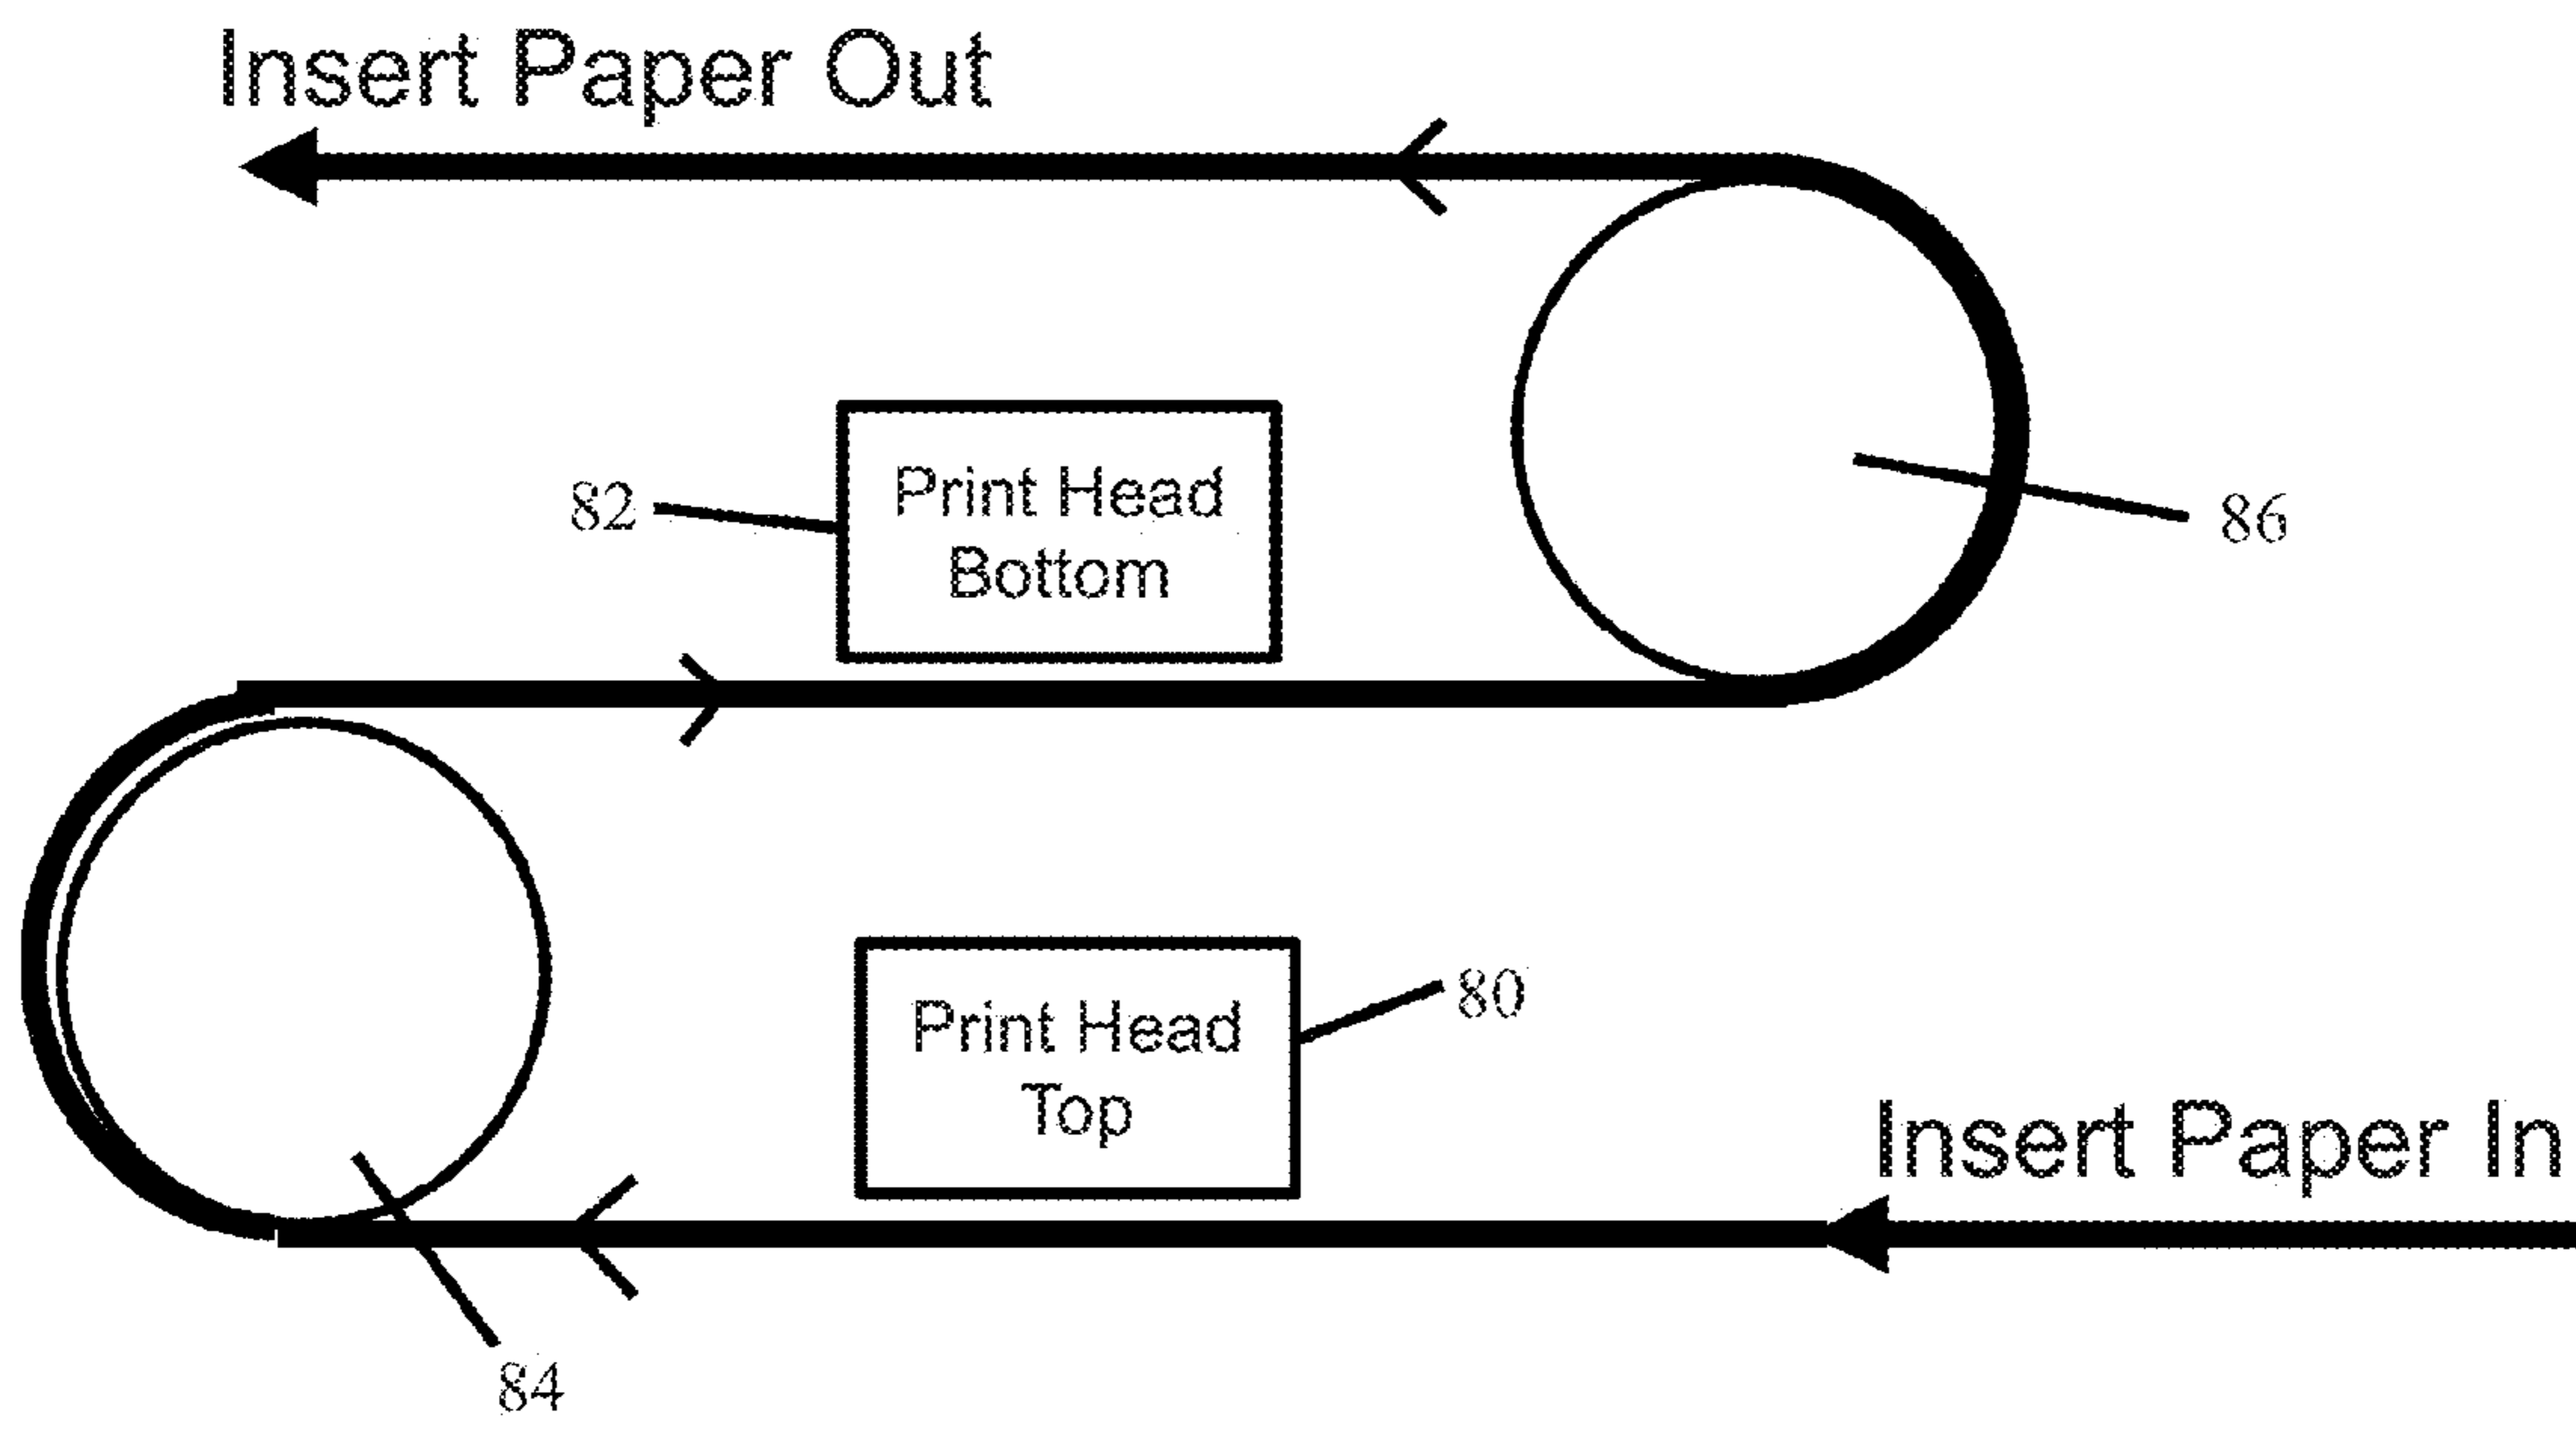 Insert Paper Out
82
Print Head
Bottom
86
Print Head
Top
80
Insert Paper In
84